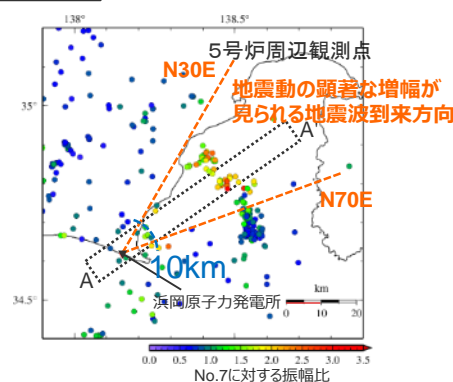 138°
138.5°
5号炉周辺観測点
N30E
地震動の顕著な増幅が
見られる地震波到来方向
35°
A
N70E
10km
A
浜岡原子力発電所
34.5°
km
0 10 20
0.0 0.5 1.0 1.5 2.0 2.5 3.0 3.5
No.7に対する振幅比